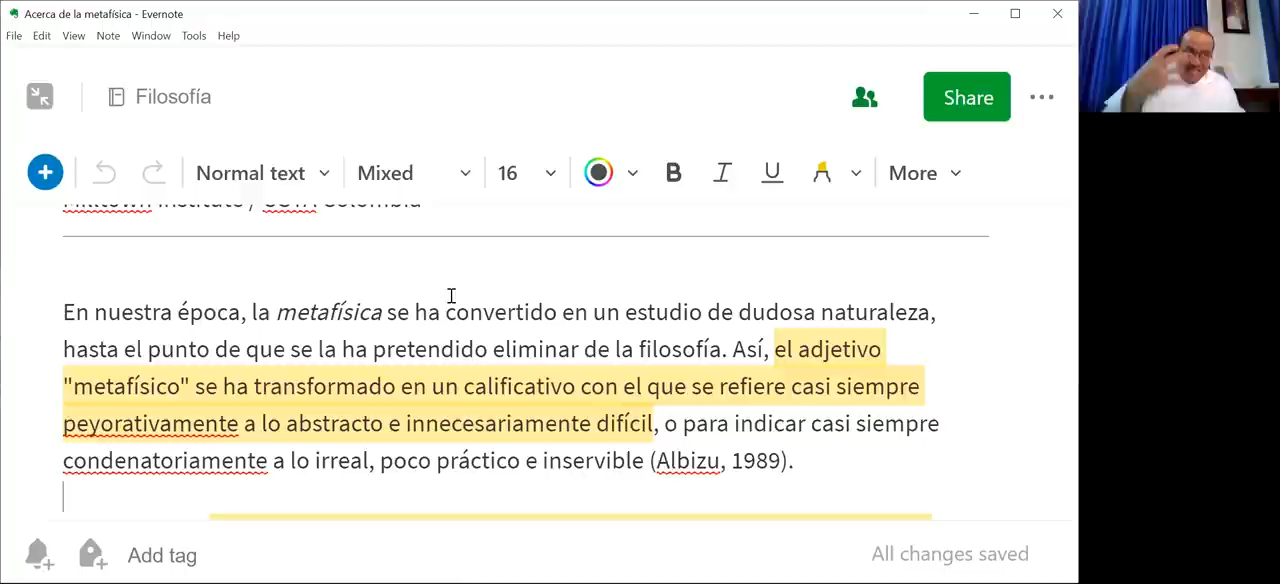 Acerca de la metafísica - Evernote
File Edit View Note Window Tools Help
Filosofía
Share
Normal text Mixed 16 B I U A More
Milltown Institute / Colombia
En nuestra época, la metafísica se ha convertido en un estudio de dudosa naturaleza,
hasta el punto de que se la ha pretendido eliminar de la filosofía. Así, el adjetivo
"metafísico" se ha transformado en un calificativo con el que se refiere casi siempre
peyorativamente a lo abstracto e innecesariamente difícil, o para indicar casi siempre
condenatoriamente a lo irreal, poco práctico e inservible (Albizu, 1989).
Add tag
All changes saved